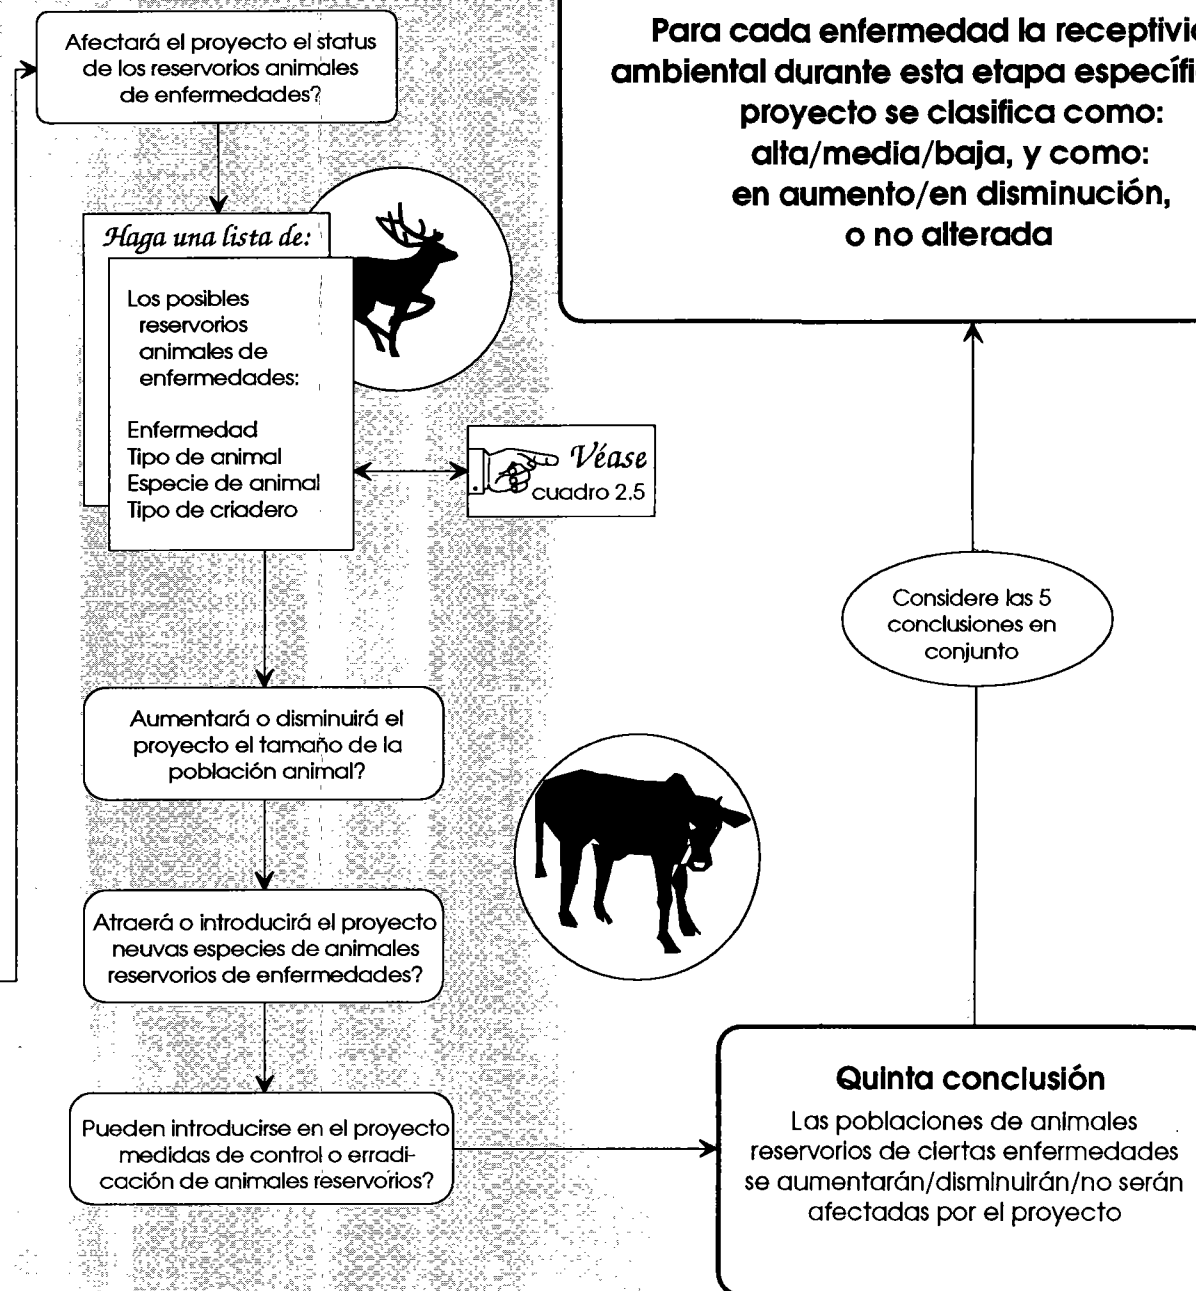 Afectará el proyecto el status
de los reservorios animales
de enfermedades?
Haga una lista de:
Los posibles
reservorios
animales de
enfermedades:
Enfermedad
Tipo de animal
Especie de animal
Tipo de criadero
Véase
cuadro 2.5
Aumentará o disminuirá el
proyecto el tamaño de la
población animal?
Atraerá o introducirá el proyecto
neuvas especies de animales
reservorios de enfermedades?
Pueden introducirse en el proyecto
medidas de control o erradi-
cación de animales reservorios?
Quinta conclusión
Las poblaciones de animales
reservorios de ciertas enfermedades
se aumentarán/disminuirán/no serán
afectadas por el proyecto
Considere las 5
conclusiones en
conjunto
Para cada enfermedad la
ambiental durante esta etapa
proyecto se clasifica como:
alta/media/baja, y como:
en aumento/en disminución,
o no alterada